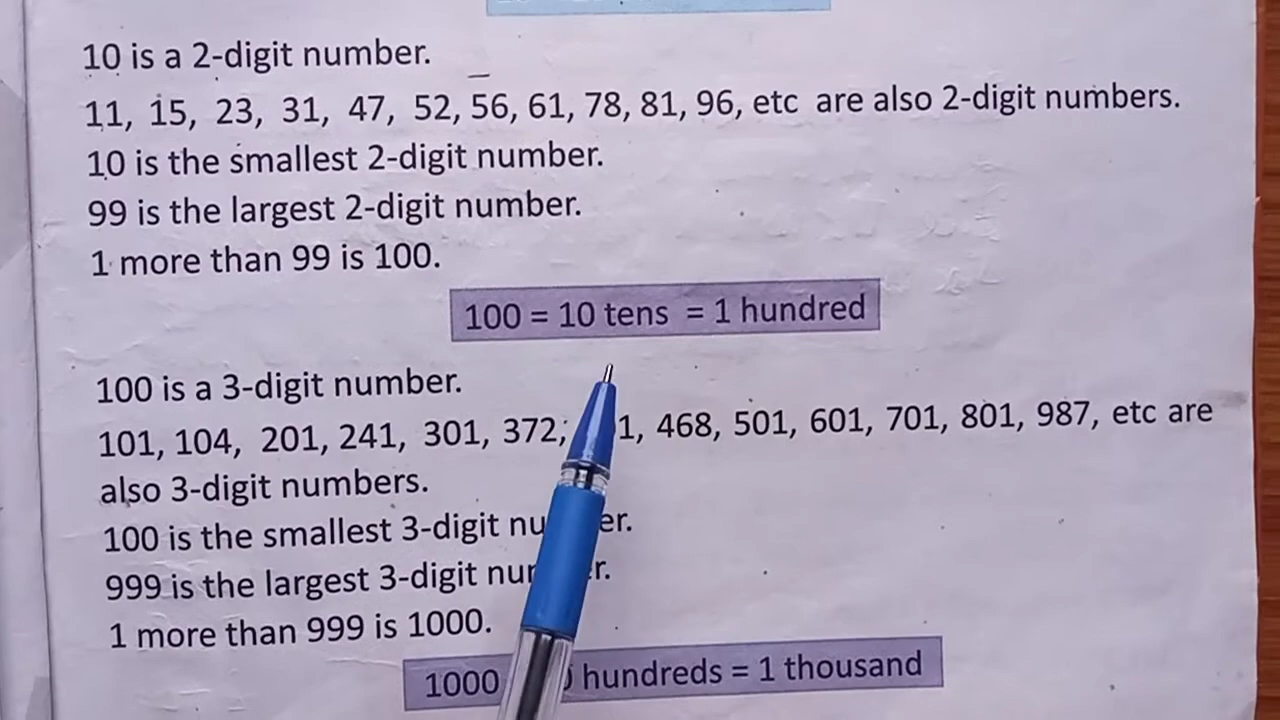 10 is a 2-digit number.
11, 15, 23, 31, 47, 52, 56, 61, 78, 81, 96, etc are also 2-digit numbers.
10 is the smallest 2-digit number.
99 is the largest 2-digit number.
1 more than 99 is 100.
100 = 10 tens = 1 hundred
100 is a 3-digit number.
101, 104, 201, 241, 301, 372, 1, 468, 501, 601, 701, 801, 987, etc are
also 3-digit numbers.
100 is the smallest 3-digit er.
999 is the largest 3-digit r.
1 more than 999 is 1000.
1000 hundreds = 1 thousand